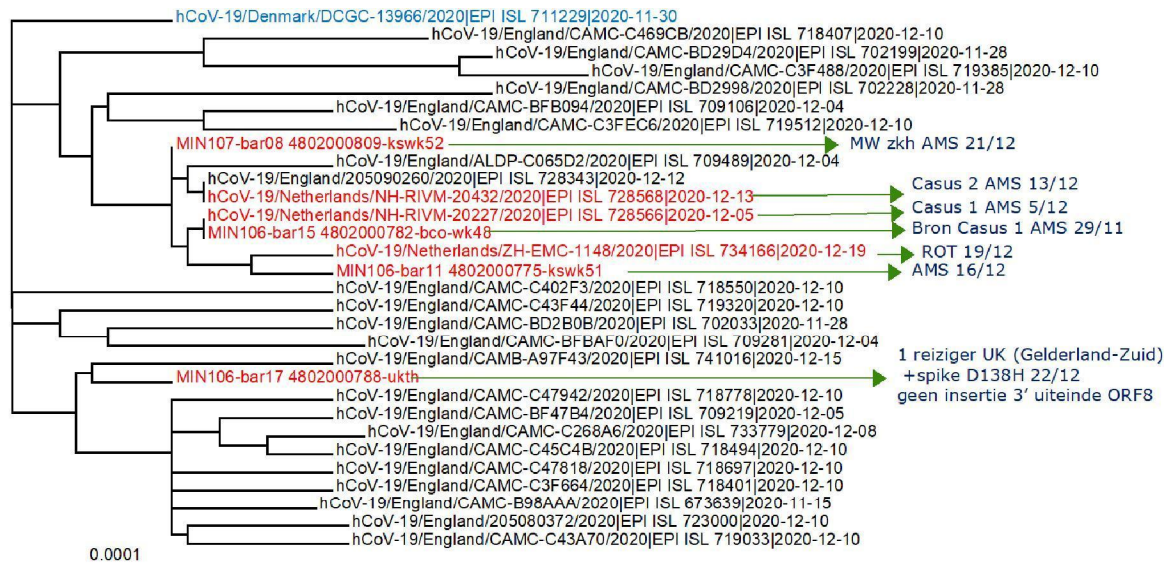 hCoV-19/Denmark/DCGC-13966/2020|EPI ISL 711229|2020-11-30
hCoV-19/England/CAMC-C469CB/2020|EPI ISL 718407|2020-12-10
hCoV-19/England/CAMC-BD29D4/2020|EPI ISL 702199|2020-11-28
hCoV-19/England/CAMC-C3F488/2020|EPI ISL 719385|2020-12-10
hCoV-19/England/CAMC-BD2998/2020|EPI ISL 702228|2020-11-28
hCoV-19/England/CAMC-BFB094/2020|EPI ISL 709106|2020-12-04
hCoV-19/England/CAMC-C3FEC6/2020|EPI ISL 719512|2020-12-10
MIN107-bar08 4802000809-kswk52 MW zkh AMS 21/12
hCoV-19/England/ALDP-C065D2/2020|EPI ISL 709489|2020-12-04
hCoV-19/England/205090260/2020|EPI ISL 728343|2020-12-12
hCoV-19/Netherlands/NH-RIVM-20432/2020|EPI ISL 728568|2020-12-13 Casus 2 AMS 13/12
hCoV-19/Netherlands/NH-RIVM-20227/2020|EPI ISL 728566|2020-12-05 Casus 1 AMS 5/12
MIN106-bar15 4802000782-bco-wk48 Bron Casus 1 AMS 29/11
hCoV-19/Netherlands/ZH-EMC-1148/2020|EPI ISL 734166|2020-12-19 ROT 19/12
MIN106-bar11 4802000775-kswk51 AMS 16/12
hCoV-19/England/CAMC-C402F3/2020|EPI ISL 718550|2020-12-10
hCoV-19/England/CAMC-C43F44/2020|EPI ISL 719320|2020-12-10
hCoV-19/England/CAMC-BD2B0B/2020|EPI ISL 702033|2020-11-28
hCoV-19/England/CAMC-BFBAF0/2020|EPI ISL 709281|2020-12-04
hCoV-19/England/CAMB-A97F43/2020|EPI ISL 741016|2020-12-15
MIN106-bar17 4802000788-ukth
1 reiziger UK (Gelderland-Zuid)
+spike D138H 22/12
geen insertie 3' uiteinde ORF8
hCoV-19/England/CAMC-C47942/2020|EPI ISL 718778|2020-12-10
hCoV-19/England/CAMC-BF47B4/2020|EPI ISL 709219|2020-12-05
hCoV-19/England/CAMC-C268A6/2020|EPI ISL 733779|2020-12-08
hCoV-19/England/CAMC-C45C4B/2020|EPI ISL 718494|2020-12-10
hCoV-19/England/CAMC-C47818/2020|EPI ISL 718697|2020-12-10
hCoV-19/England/CAMC-C3F664/2020|EPI ISL 718401|2020-12-10
hCoV-19/England/CAMC-B98AAA/2020|EPI ISL 673639|2020-11-15
hCoV-19/England/205080372/2020|EPI ISL 723000|2020-12-10
hCoV-19/England/CAMC-C43A70/2020|EPI ISL 719033|2020-12-10
0.0001